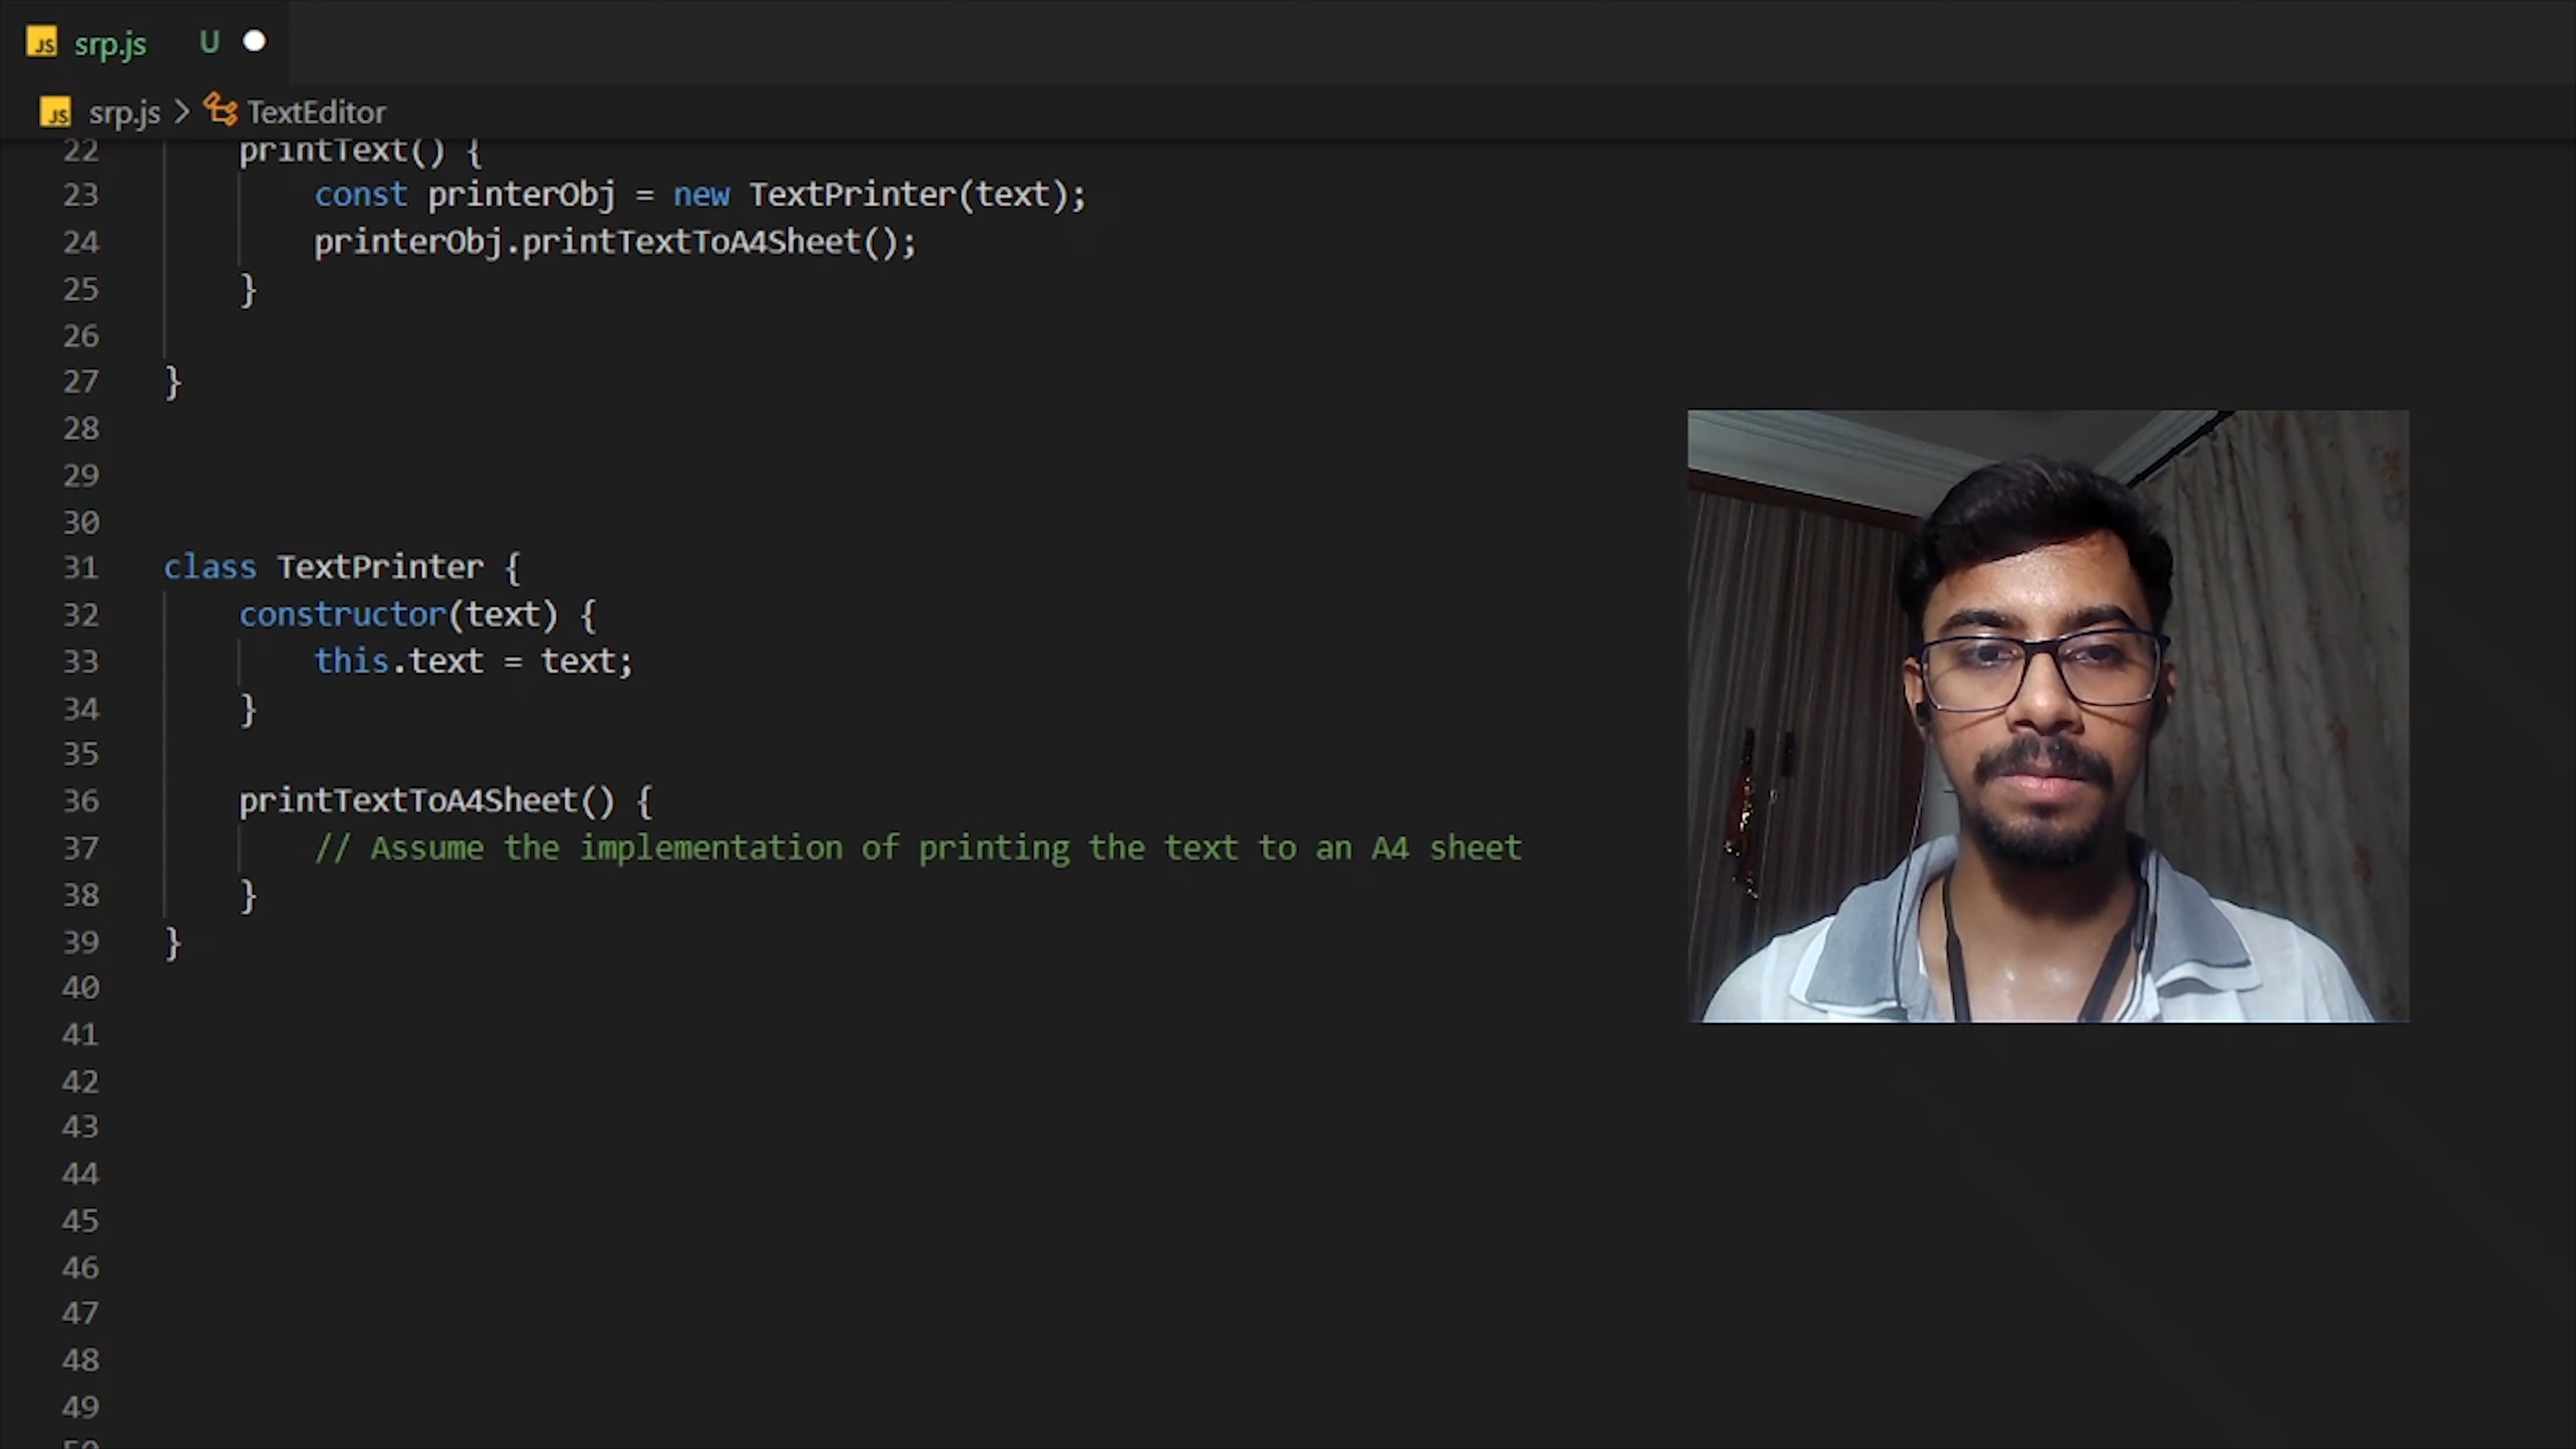 JS srp.js U
JS srp.js > TextEditor
22 printText() {
23 const printerObj = new TextPrinter(text);
24 printerObj.printTextToA4Sheet();
25 }
26
27 }
28
29
30
31 class TextPrinter {
32 constructor(text) {
33 this.text = text;
34 }
35
36 printTextToA4Sheet() {
37 // Assume the implementation of printing the text to an A4 sheet
38 }
39 }
40
41
42
43
44
45
46
47
48
49
50